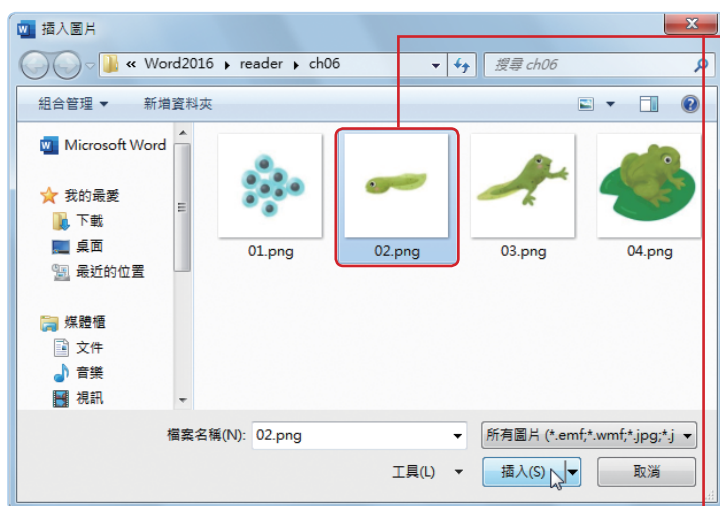 插入圖片
« Word2016 ▸ reader ▸ ch06
搜尋 ch06
組合管理
新增資料夾
Microsoft Word
我的最愛
下載
桌面
最近的位置
媒體櫃
文件
音樂
視訊
01.png
02.png
03.png
04.png
檔案名稱(N): 02.png
所有圖片 (*.emf;*.wmf;*.jpg;*.j
工具(L)
插入(S)
取消